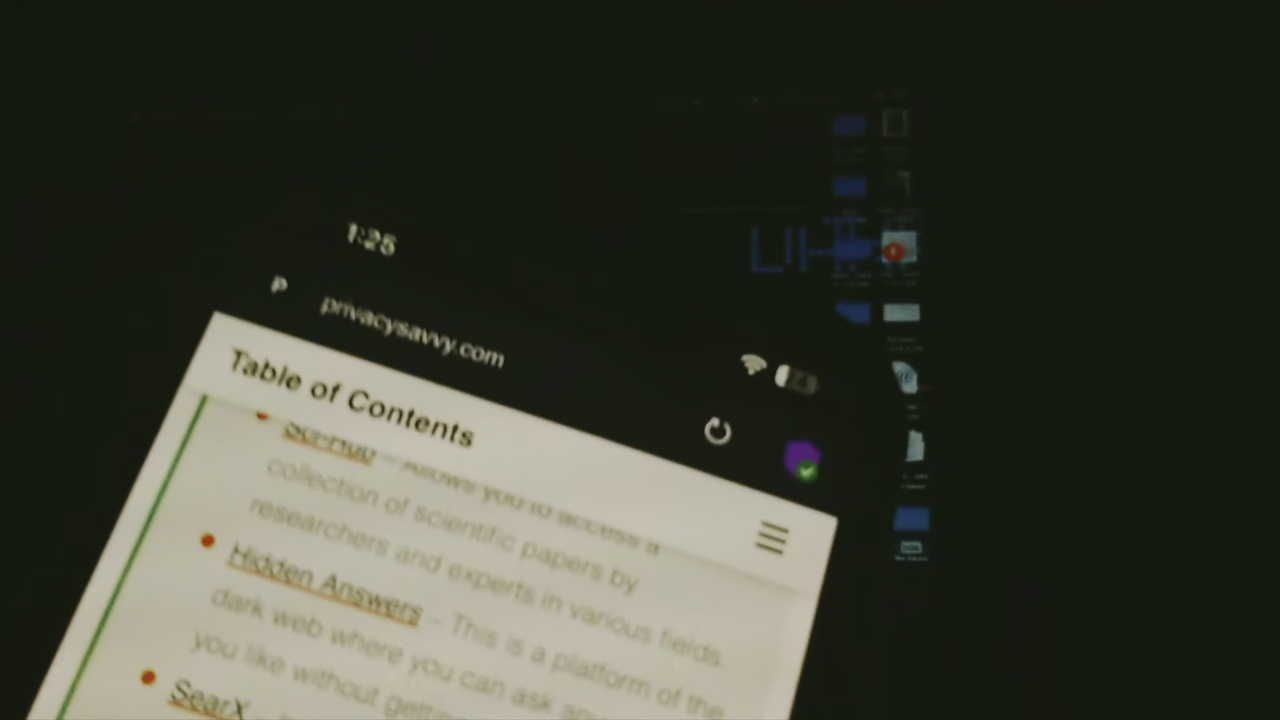 1:25
P privacysavvy.com
24
Table of Contents
Sci-Hub – Allows you to access a
collection of scientific papers by
researchers and experts in various fields.
Hidden Answers – This is a platform of the
dark web where you can ask
you like without
SearX